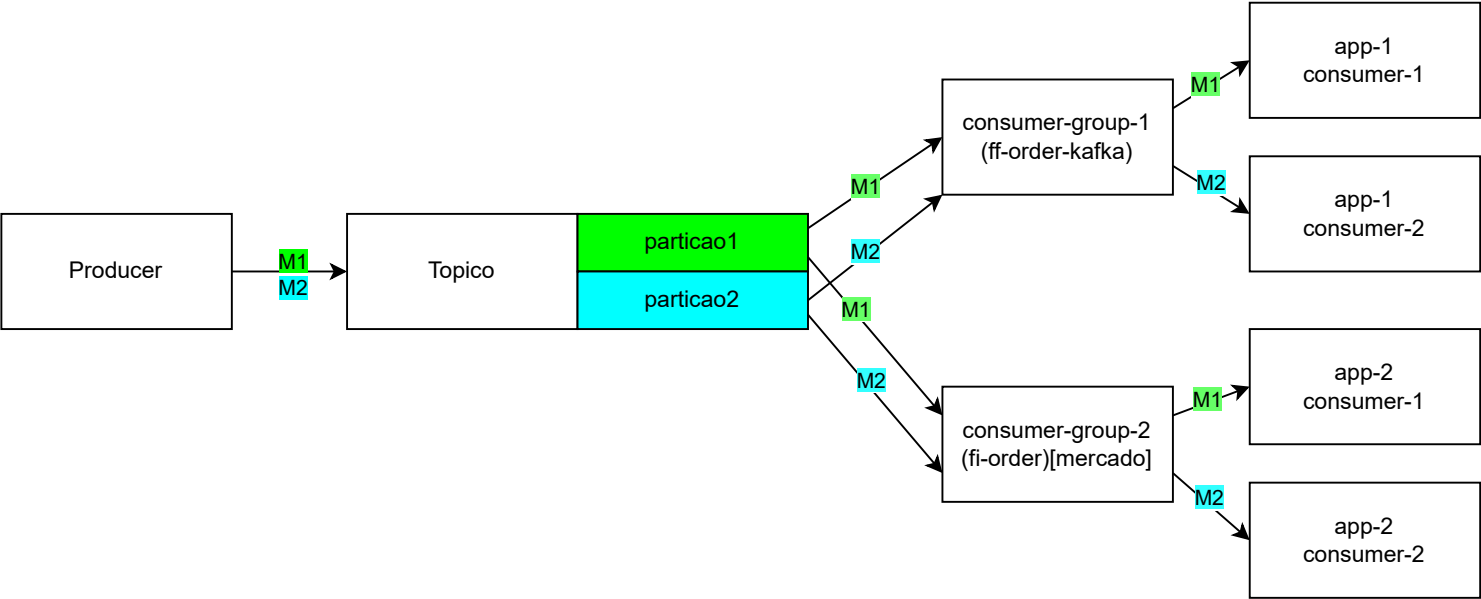 Producer
M1
M2
Topico
particao1
particao2
M1
M2
M1
M2
consumer-group-1
(ff-order-kafka)
M1
M2
app-1
consumer-1
app-1
consumer-2
consumer-group-2
(fi-order)[mercado]
M1
M2
app-2
consumer-1
app-2
consumer-2